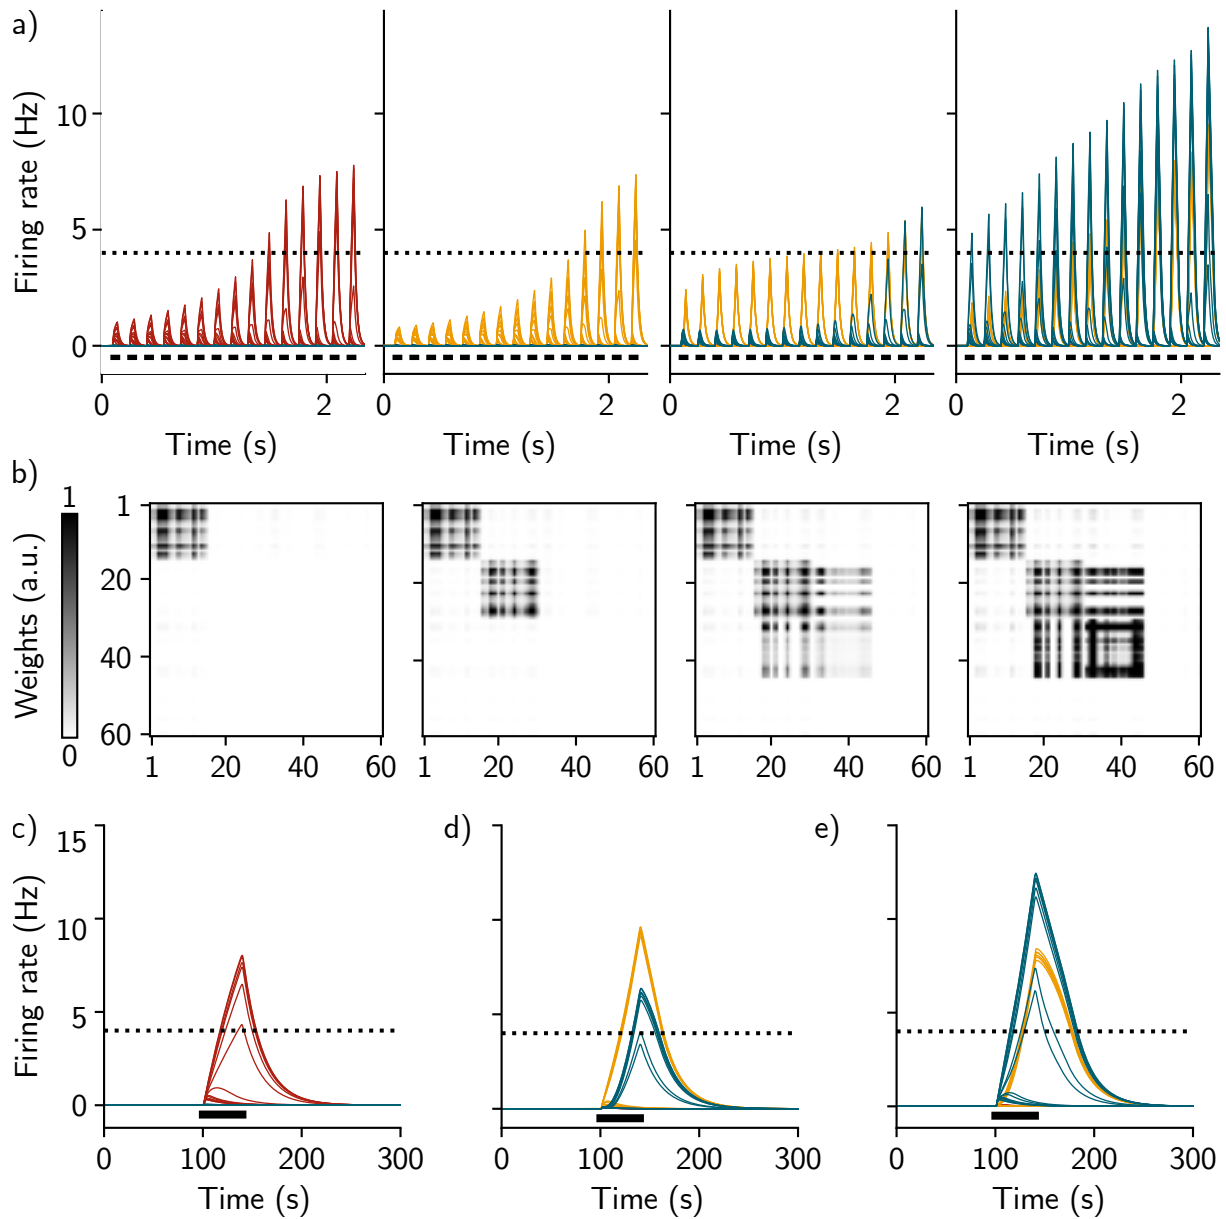 a)
Firing rate (Hz)
10
5
0
0 2 0 2 0 2 0 2
Time (s) Time (s) Time (s) Time (s)
b)
Weights (a.u.)
1
0
1
20
40
60
1 20 40 60 1 20 40 60 1 20 40 60 1 20 40 60
c) d) e)
Firing rate (Hz)
15
10
5
0
0 100 200 300 0 100 200 300 0 100 200 300
Time (s) Time (s) Time (s)